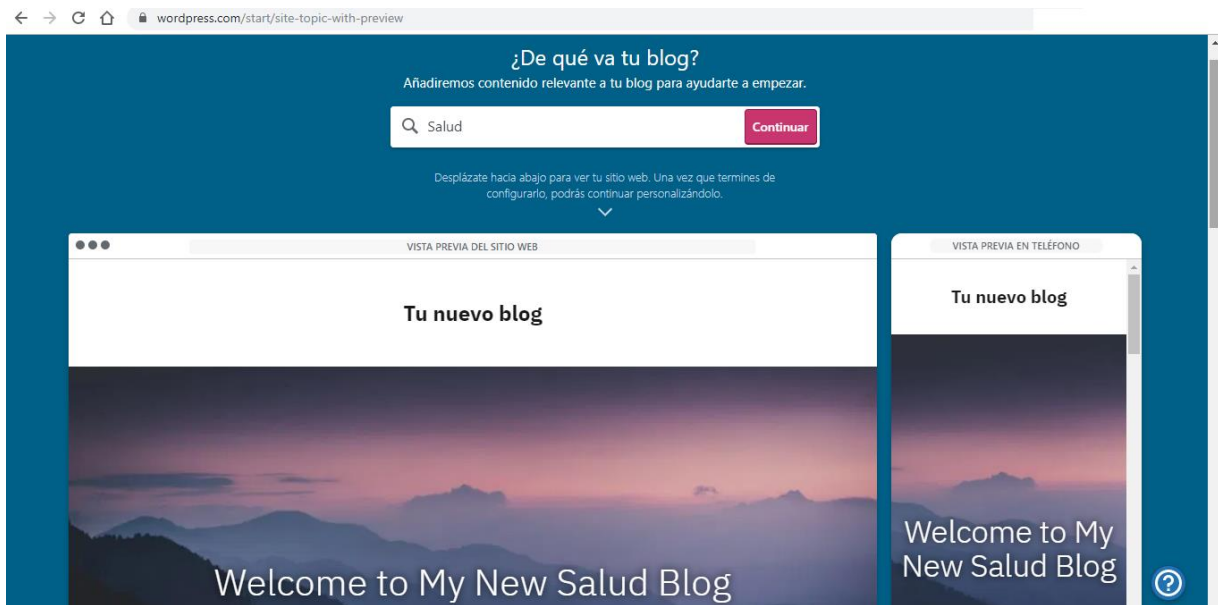 wordpress.com/start/site-topic-with-preview
¿De qué va tu blog?
Añadiremos contenido relevante a tu blog para ayudarte a empezar.
Salud
Continuar
Desplázate hacia abajo para ver tu sitio web. Una vez que termines de
configurarlo, podrás continuar personalizándolo.
VISTA PREVIA DEL SITIO WEB
Tu nuevo blog
Welcome to My New Salud Blog
VISTA PREVIA EN TELÉFONO
Tu nuevo blog
Welcome to My
New Salud Blog
?